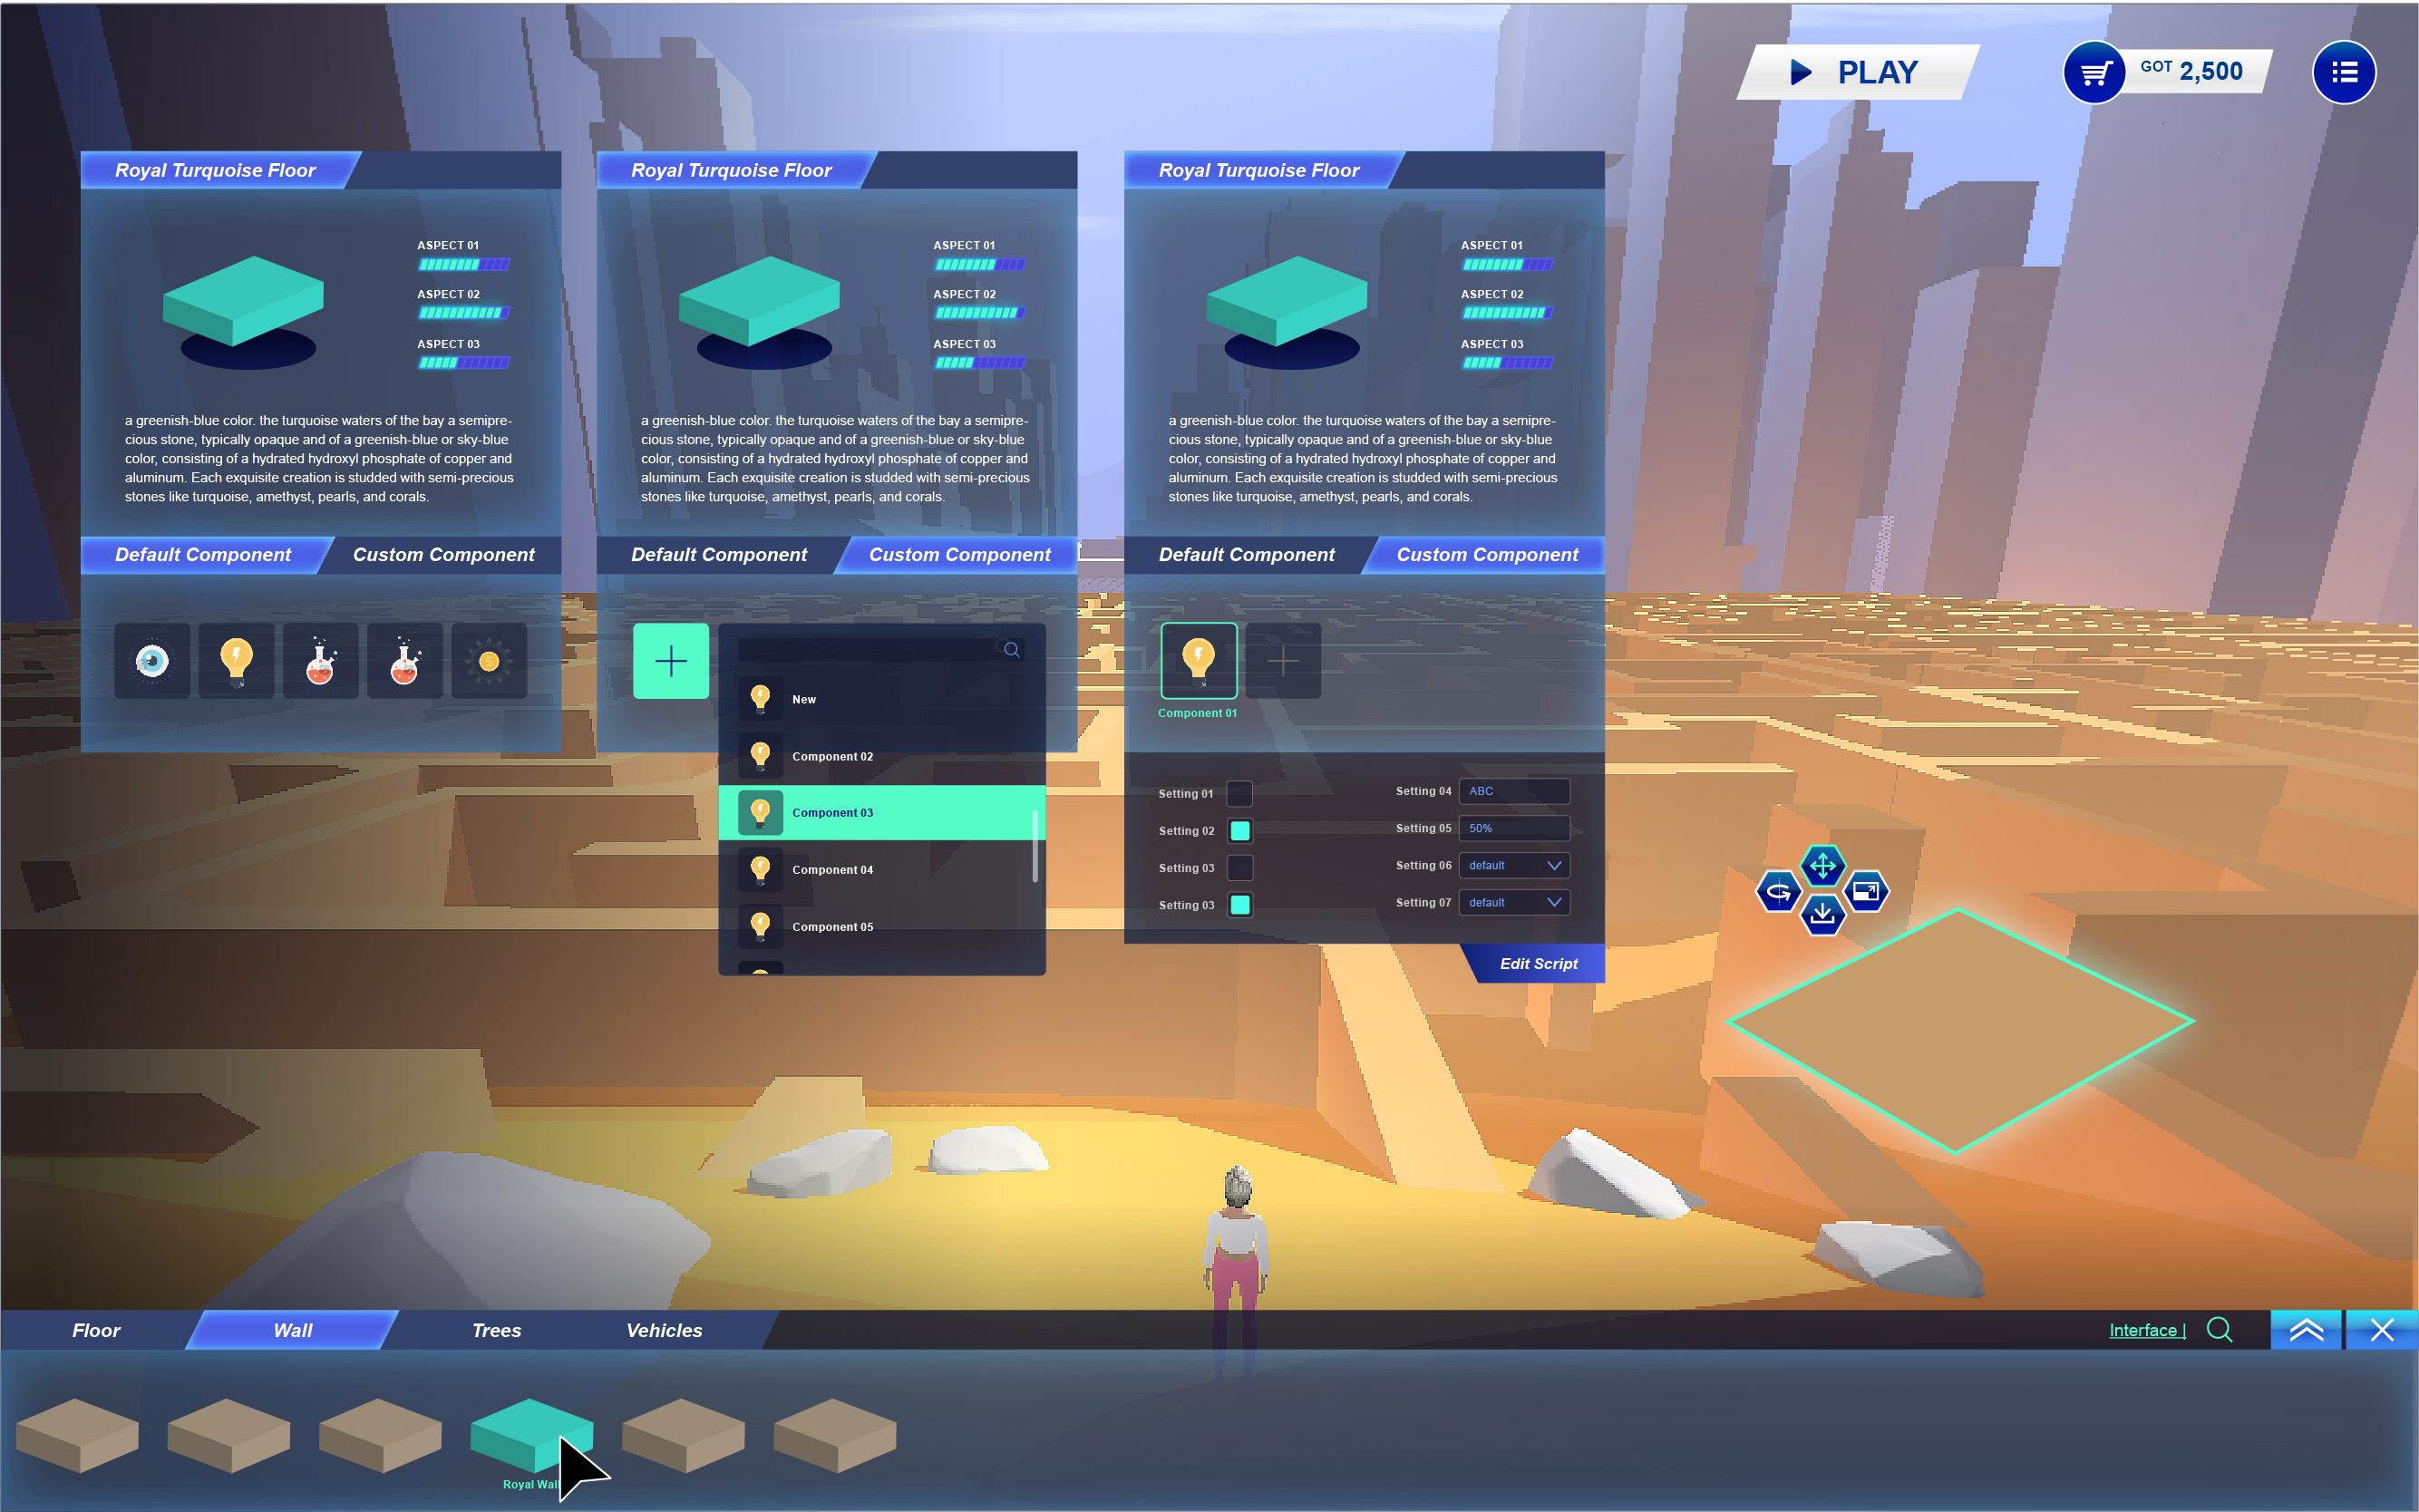 PLAY
GOT 2,500
Royal Turquoise Floor
ASPECT 01
ASPECT 02
ASPECT 03
a greenish-blue color. the turquoise waters of the bay a semipre-
cious stone, typically opaque and of a greenish-blue or sky-blue
color, consisting of a hydrated hydroxyl phosphate of copper and
aluminum. Each exquisite creation is studded with semi-precious
stones like turquoise, amethyst, pearls, and corals.
Default Component
Custom Component
Royal Turquoise Floor
ASPECT 01
ASPECT 02
ASPECT 03
a greenish-blue color. the turquoise waters of the bay a semipre-
cious stone, typically opaque and of a greenish-blue or sky-blue
color, consisting of a hydrated hydroxyl phosphate of copper and
aluminum. Each exquisite creation is studded with semi-precious
stones like turquoise, amethyst, pearls, and corals.
Default Component
Custom Component
New
Component 02
Component 03
Component 04
Component 05
Royal Turquoise Floor
ASPECT 01
ASPECT 02
ASPECT 03
a greenish-blue color. the turquoise waters of the bay a semipre-
cious stone, typically opaque and of a greenish-blue or sky-blue
color, consisting of a hydrated hydroxyl phosphate of copper and
aluminum. Each exquisite creation is studded with semi-precious
stones like turquoise, amethyst, pearls, and corals.
Default Component
Custom Component
Component 01
Setting 01
Setting 02
Setting 03
Setting 03
Setting 04 ABC
Setting 05 50%
Setting 06 default
Setting 07 default
Edit Script
Floor
Wall
Trees
Vehicles
Interface |
Royal Wall